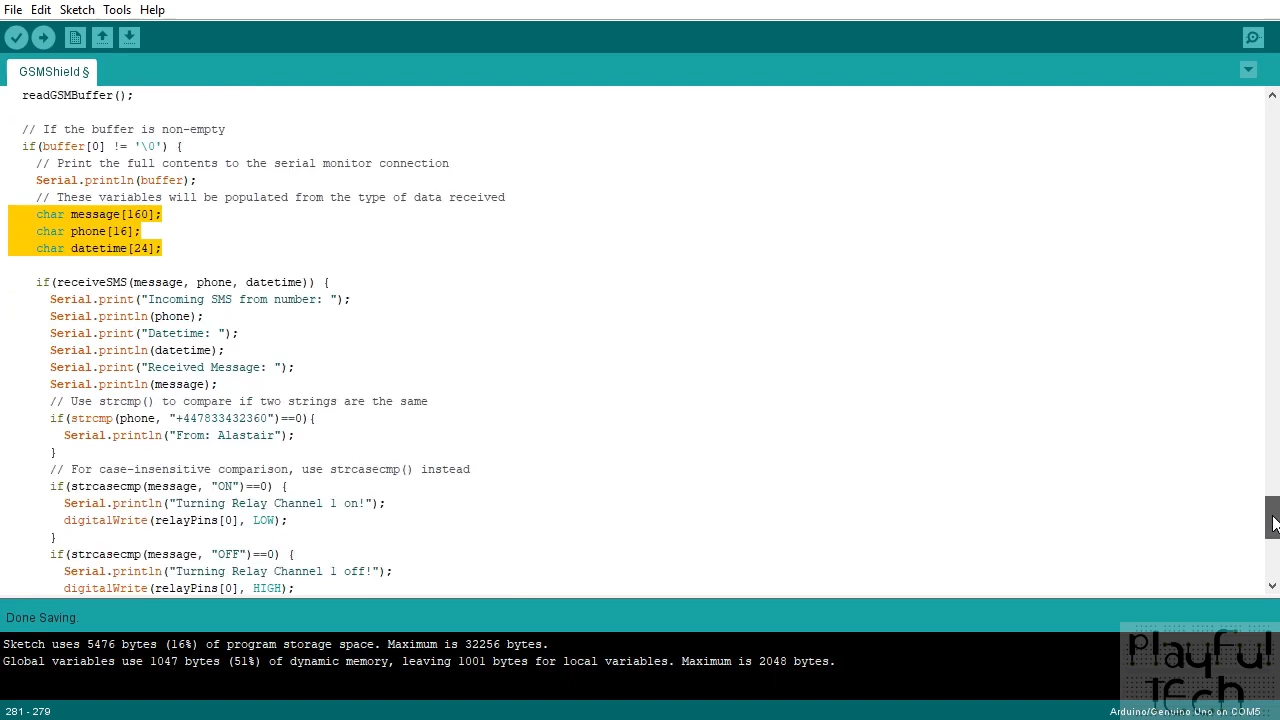 File Edit Sketch Tools Help
GSMShield §
readGSMBuffer();
// If the buffer is non-empty
if(buffer[0] != '\0') {
// Print the full contents to the serial monitor connection
Serial.println(buffer);
// These variables will be populated from the type of data received
char message[160];
char phone[16];
char datetime[24];
if(receiveSMS(message, phone, datetime)) {
Serial.print("Incoming SMS from number: ");
Serial.println(phone);
Serial.print("Datetime: ");
Serial.println(datetime);
Serial.print("Received Message: ");
Serial.println(message);
// Use strcmp() to compare if two strings are the same
if(strcmp(phone, "+447833432360")==0){
Serial.println("From: Alastair");
}
// For case-insensitive comparison, use strcasecmp() instead
if(strcasecmp(message, "ON")==0) {
Serial.println("Turning Relay Channel 1 on!");
digitalWrite(relayPins[0], LOW);
}
if(strcasecmp(message, "OFF")==0) {
Serial.println("Turning Relay Channel 1 off!");
digitalWrite(relayPins[0], HIGH);
Done Saving.
Sketch uses 5476 bytes (16%) of program storage space. Maximum is 32256 bytes.
Global variables use 1047 bytes (51%) of dynamic memory, leaving 1001 bytes for local variables. Maximum is 2048 bytes.
Playful
Tech
281 - 279
Arduino/Genuino Uno on COM5